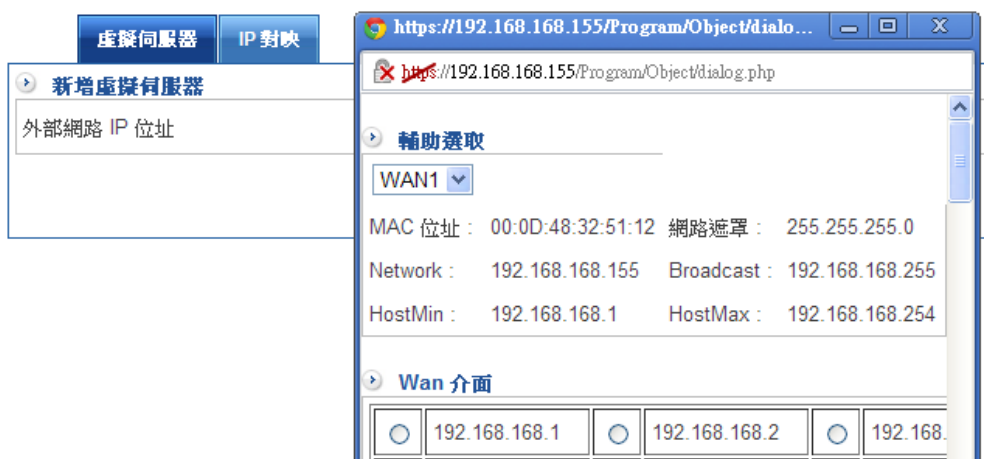 虛擬伺服器 IP 對映
新增虛擬伺服器
外部網路 IP 位址
https://192.168.168.155/Program/Object/dialo...
https://192.168.168.155/Program/Object/dialog.php
輔助選取
WAN1
MAC 位址 : 00:0D:48:32:51:12 網路遮罩 : 255.255.255.0
Network : 192.168.168.155 Broadcast : 192.168.168.255
HostMin : 192.168.168.1 HostMax : 192.168.168.254
Wan 介面
192.168.168.1 192.168.168.2 192.168.